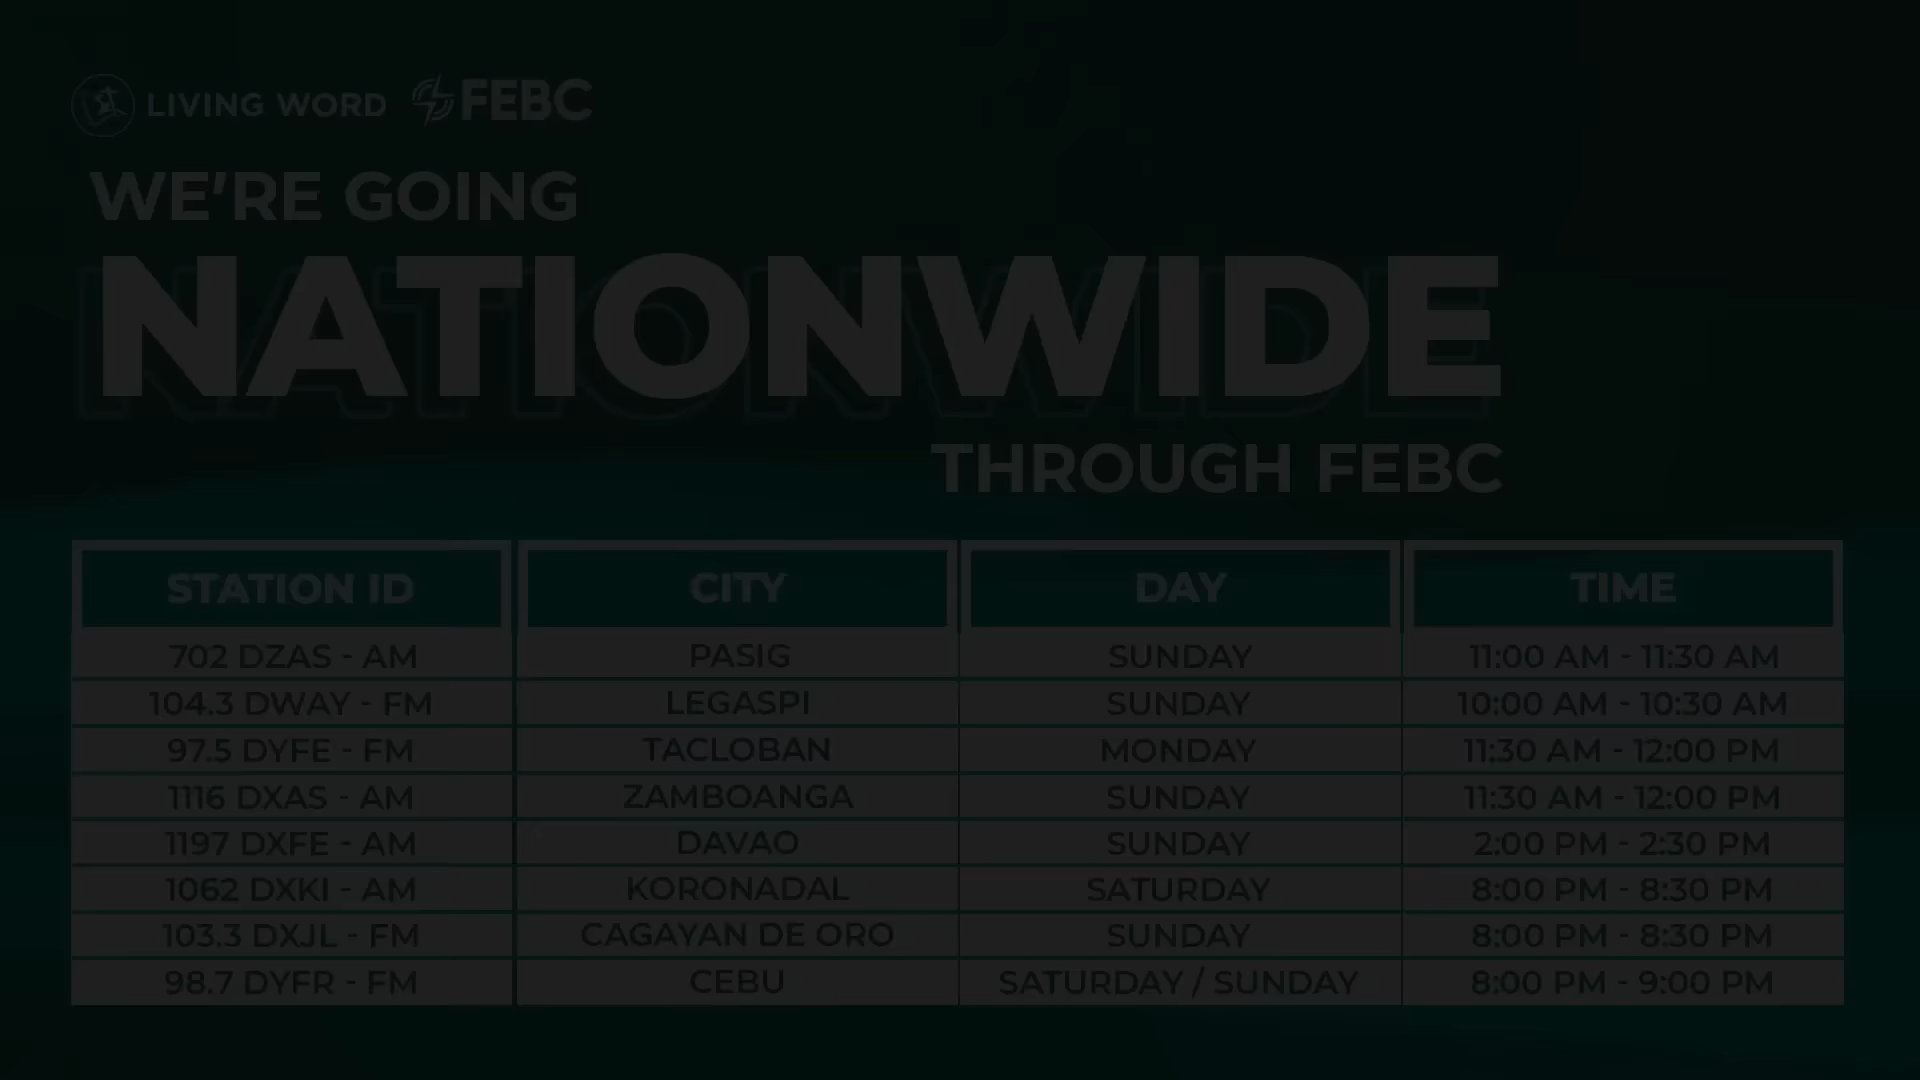 LIVING WORD FEBC
WE'RE GOING
NATIONWIDE
THROUGH FEBC
STATION ID CITY DAY TIME
702 DZAS - AM PASIG SUNDAY 11:00 AM - 11:30 AM
104.3 DWAY - FM LEGASPI SUNDAY 10:00 AM - 10:30 AM
97.5 DYFE - FM TACLOBAN MONDAY 11:30 AM - 12:00 PM
1116 DXAS - AM ZAMBOANGA SUNDAY 11:30 AM - 12:00 PM
1197 DXFE - AM DAVAO SUNDAY 2:00 PM - 2:30 PM
1062 DXKI - AM KORONADAL SATURDAY 8:00 PM - 8:30 PM
103.3 DXJL - FM CAGAYAN DE ORO SUNDAY 8:00 PM - 8:30 PM
98.7 DYFR - FM CEBU SATURDAY / SUNDAY 8:00 PM - 9:00 PM